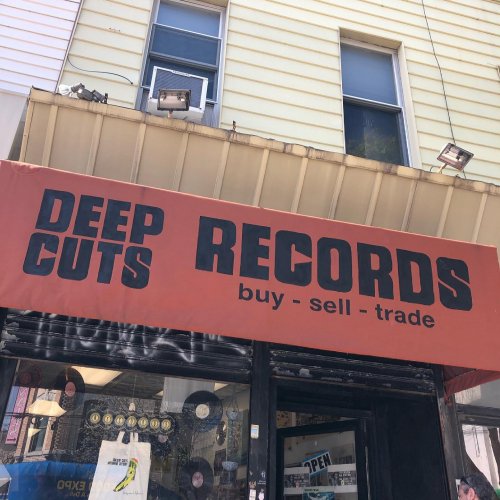 DEEP
CUTS
RECORDS
buy - sell - trade
OPEN